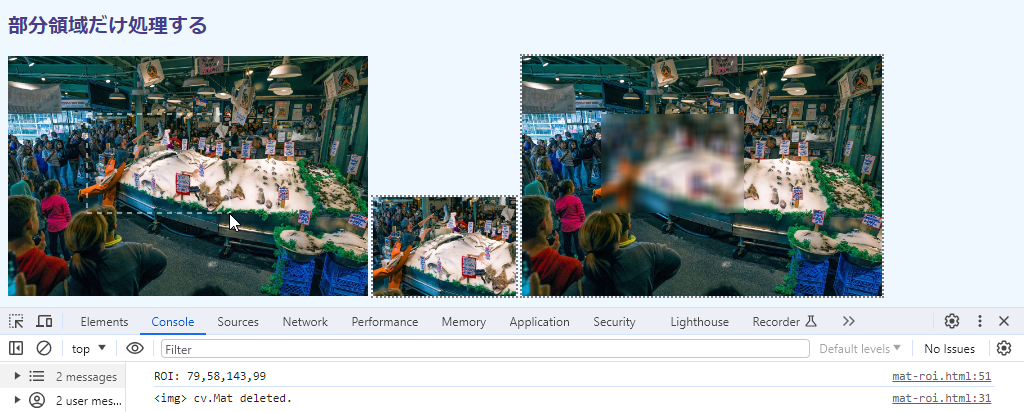 部分領域だけ処理する
Elements Console Sources Network Performance Memory Application Security Lighthouse Recorder
top Filter Default levels No Issues
2 messages
ROI: 79,58,143,99 mat-roi.html:51
2 user mes...
<img> cv.Mat deleted. mat-roi.html:31